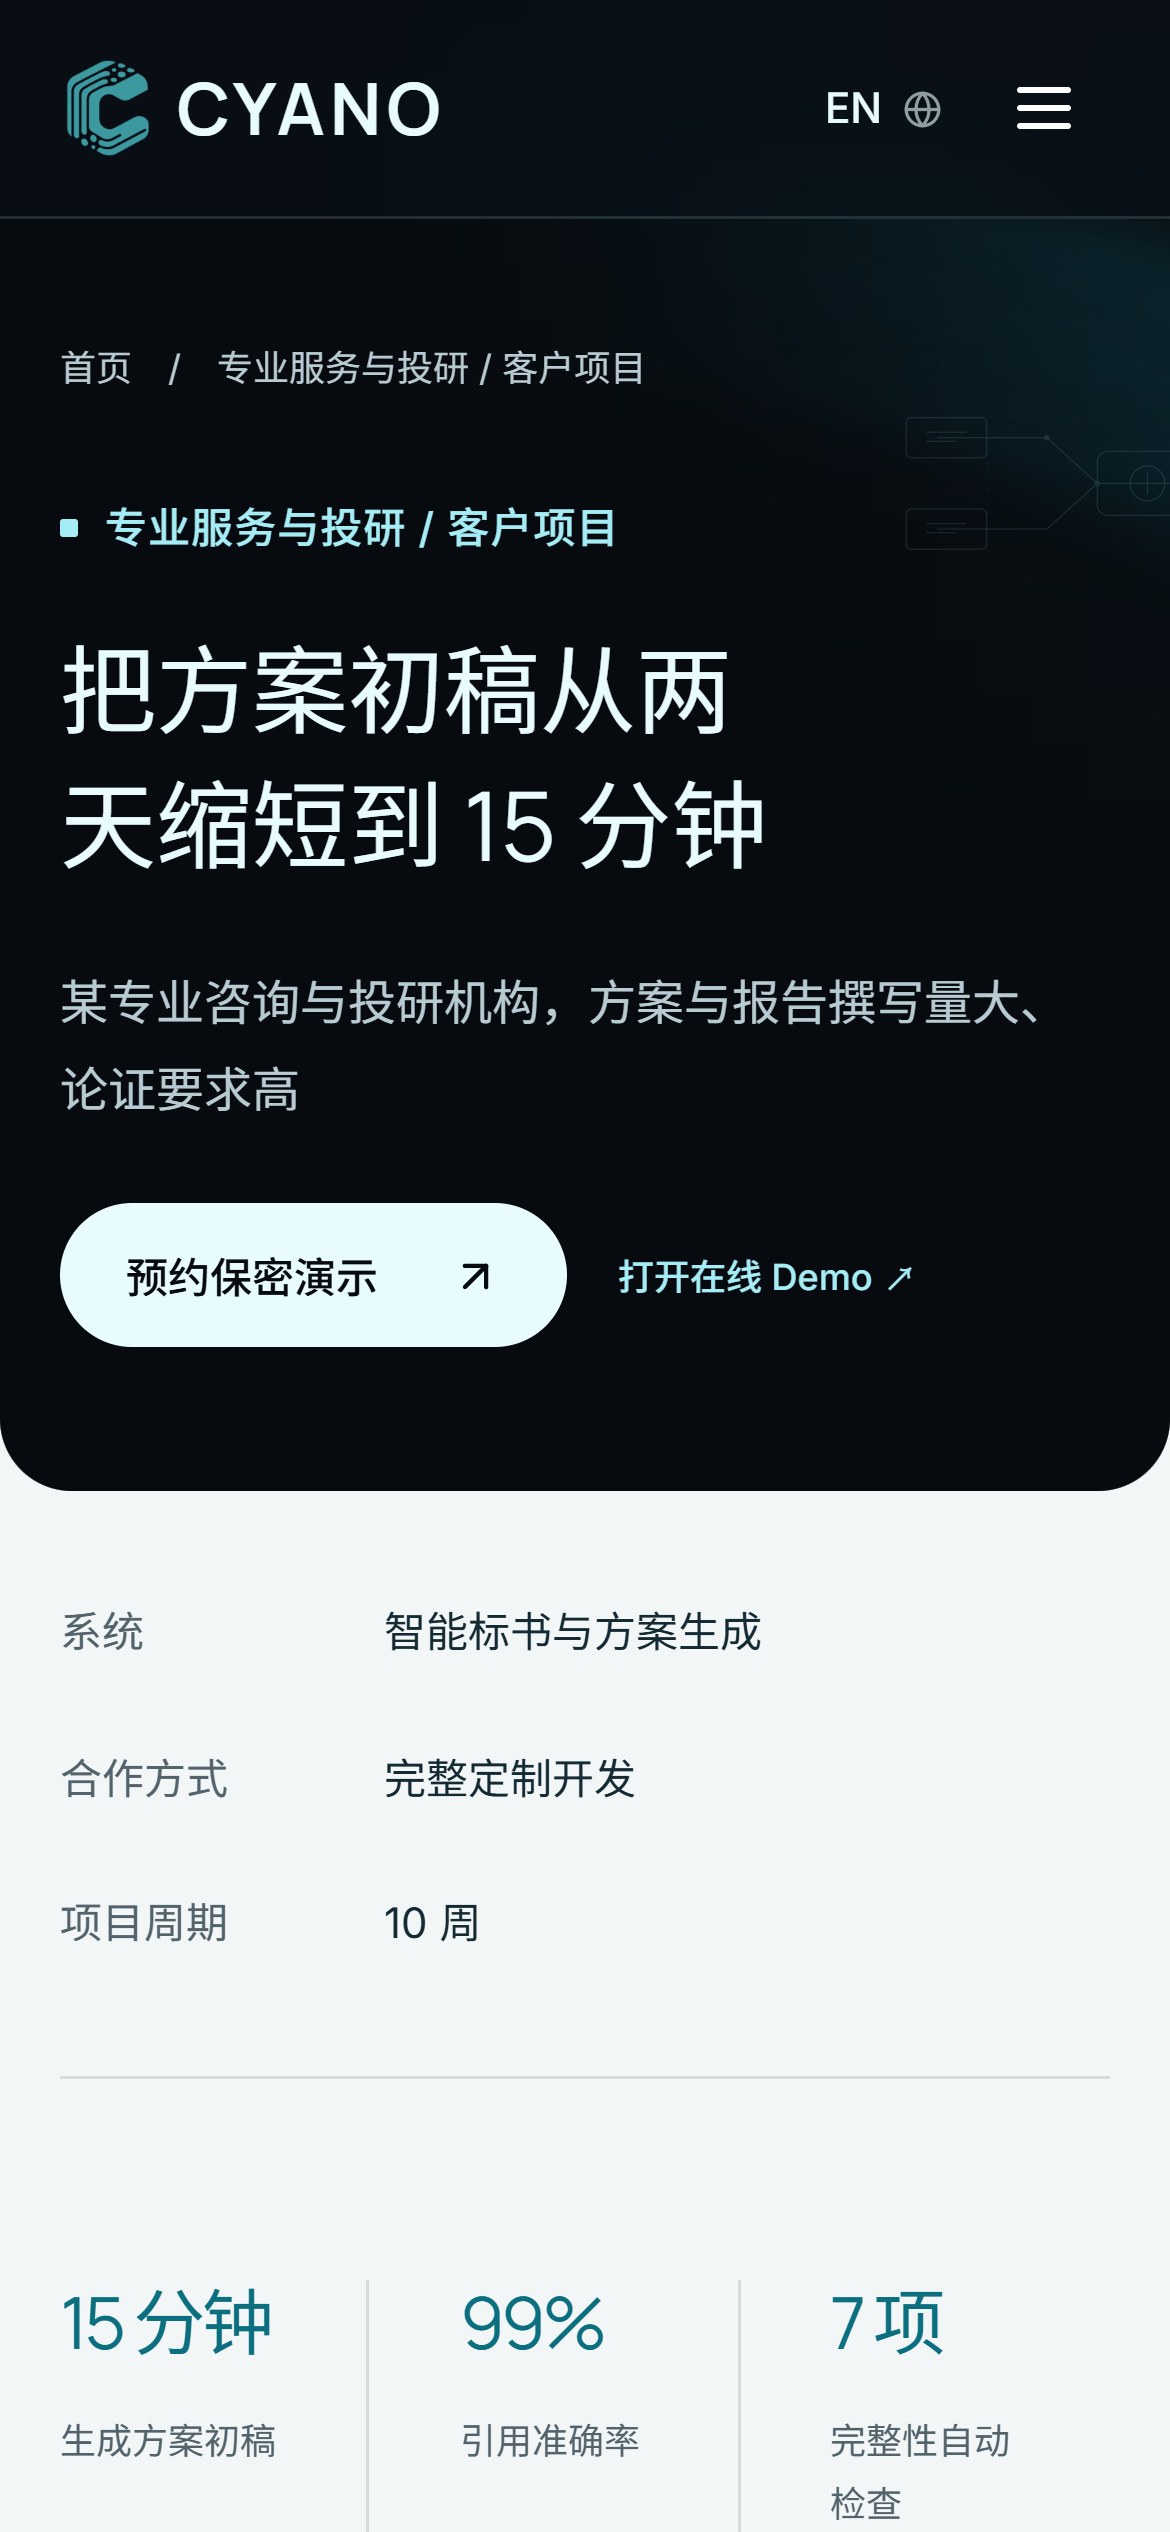 CYANO
EN
首页 / 专业服务与投研 / 客户项目
专业服务与投研 / 客户项目
把方案初稿从两
天缩短到 15 分钟
某专业咨询与投研机构，方案与报告撰写量大、
论证要求高
预约保密演示
打开在线 Demo ↗
系统 智能标书与方案生成
合作方式 完整定制开发
项目周期 10 周
15 分钟 99% 7 项
生成方案初稿 引用准确率 完整性自动
检查